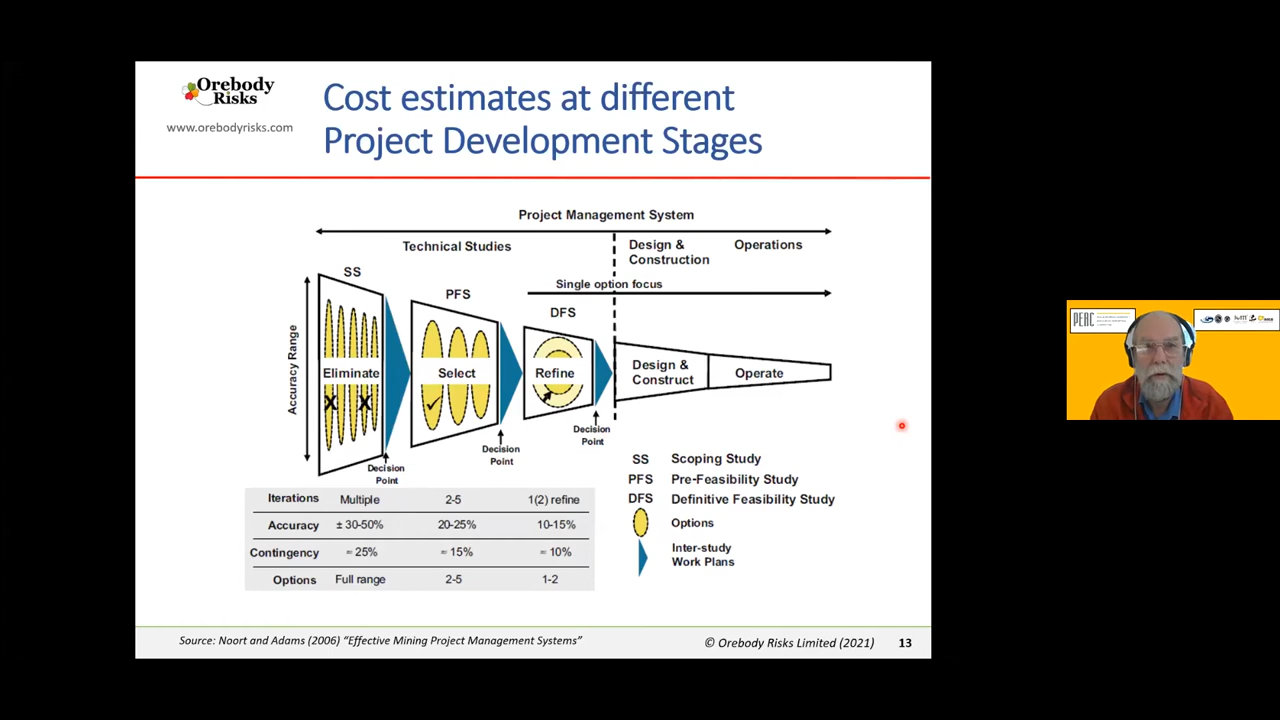 Orebody
Risks
www.orebodyrisks.com
Cost estimates at different
Project Development Stages
Project Management System
Technical Studies
Design &
Construction
Operations
Single option focus
SS
PFS
DFS
Accuracy Range
Eliminate
X X
Select
✓
Refine
Design &
Construct
Operate
Decision
Point
Decision
Point
Decision
Point
Iterations Multiple 2-5 1(2) refine
Accuracy ± 30-50% 20-25% 10-15%
Contingency ≈ 25% ≈ 15% ≈ 10%
Options Full range 2-5 1-2
SS Scoping Study
PFS Pre-Feasibility Study
DFS Definitive Feasibility Study
Options
Inter-study
Work Plans
Source: Noort and Adams (2006) “Effective Mining Project Management Systems”
© Orebody Risks Limited (2021) 13
PERC